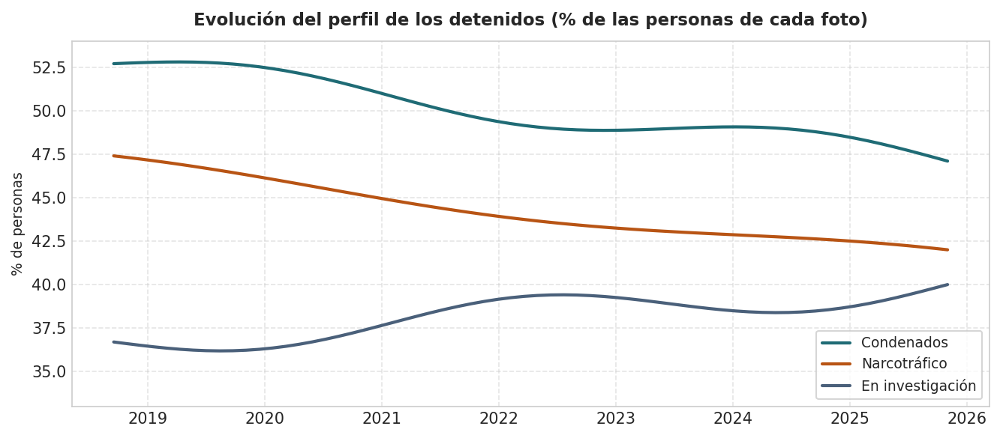 Evolución del perfil de los detenidos (% de las personas de cada foto)
% de personas
52.5
50.0
47.5
45.0
42.5
40.0
37.5
35.0
Condenados
Narcotráfico
En investigación
2019 2020 2021 2022 2023 2024 2025 2026